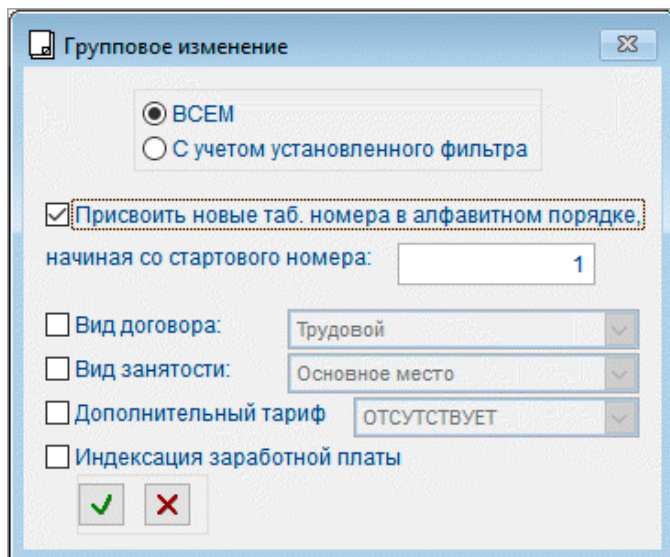 Групповое изменение
ВСЕМ
С учетом установленного фильтра
Присвоить новые таб. номера в алфавитном порядке,
начиная со стартового номера: 1
Вид договора: Трудовой
Вид занятости: Основное место
Дополнительный тариф ОТСУТСТВУЕТ
Индексация заработной платы